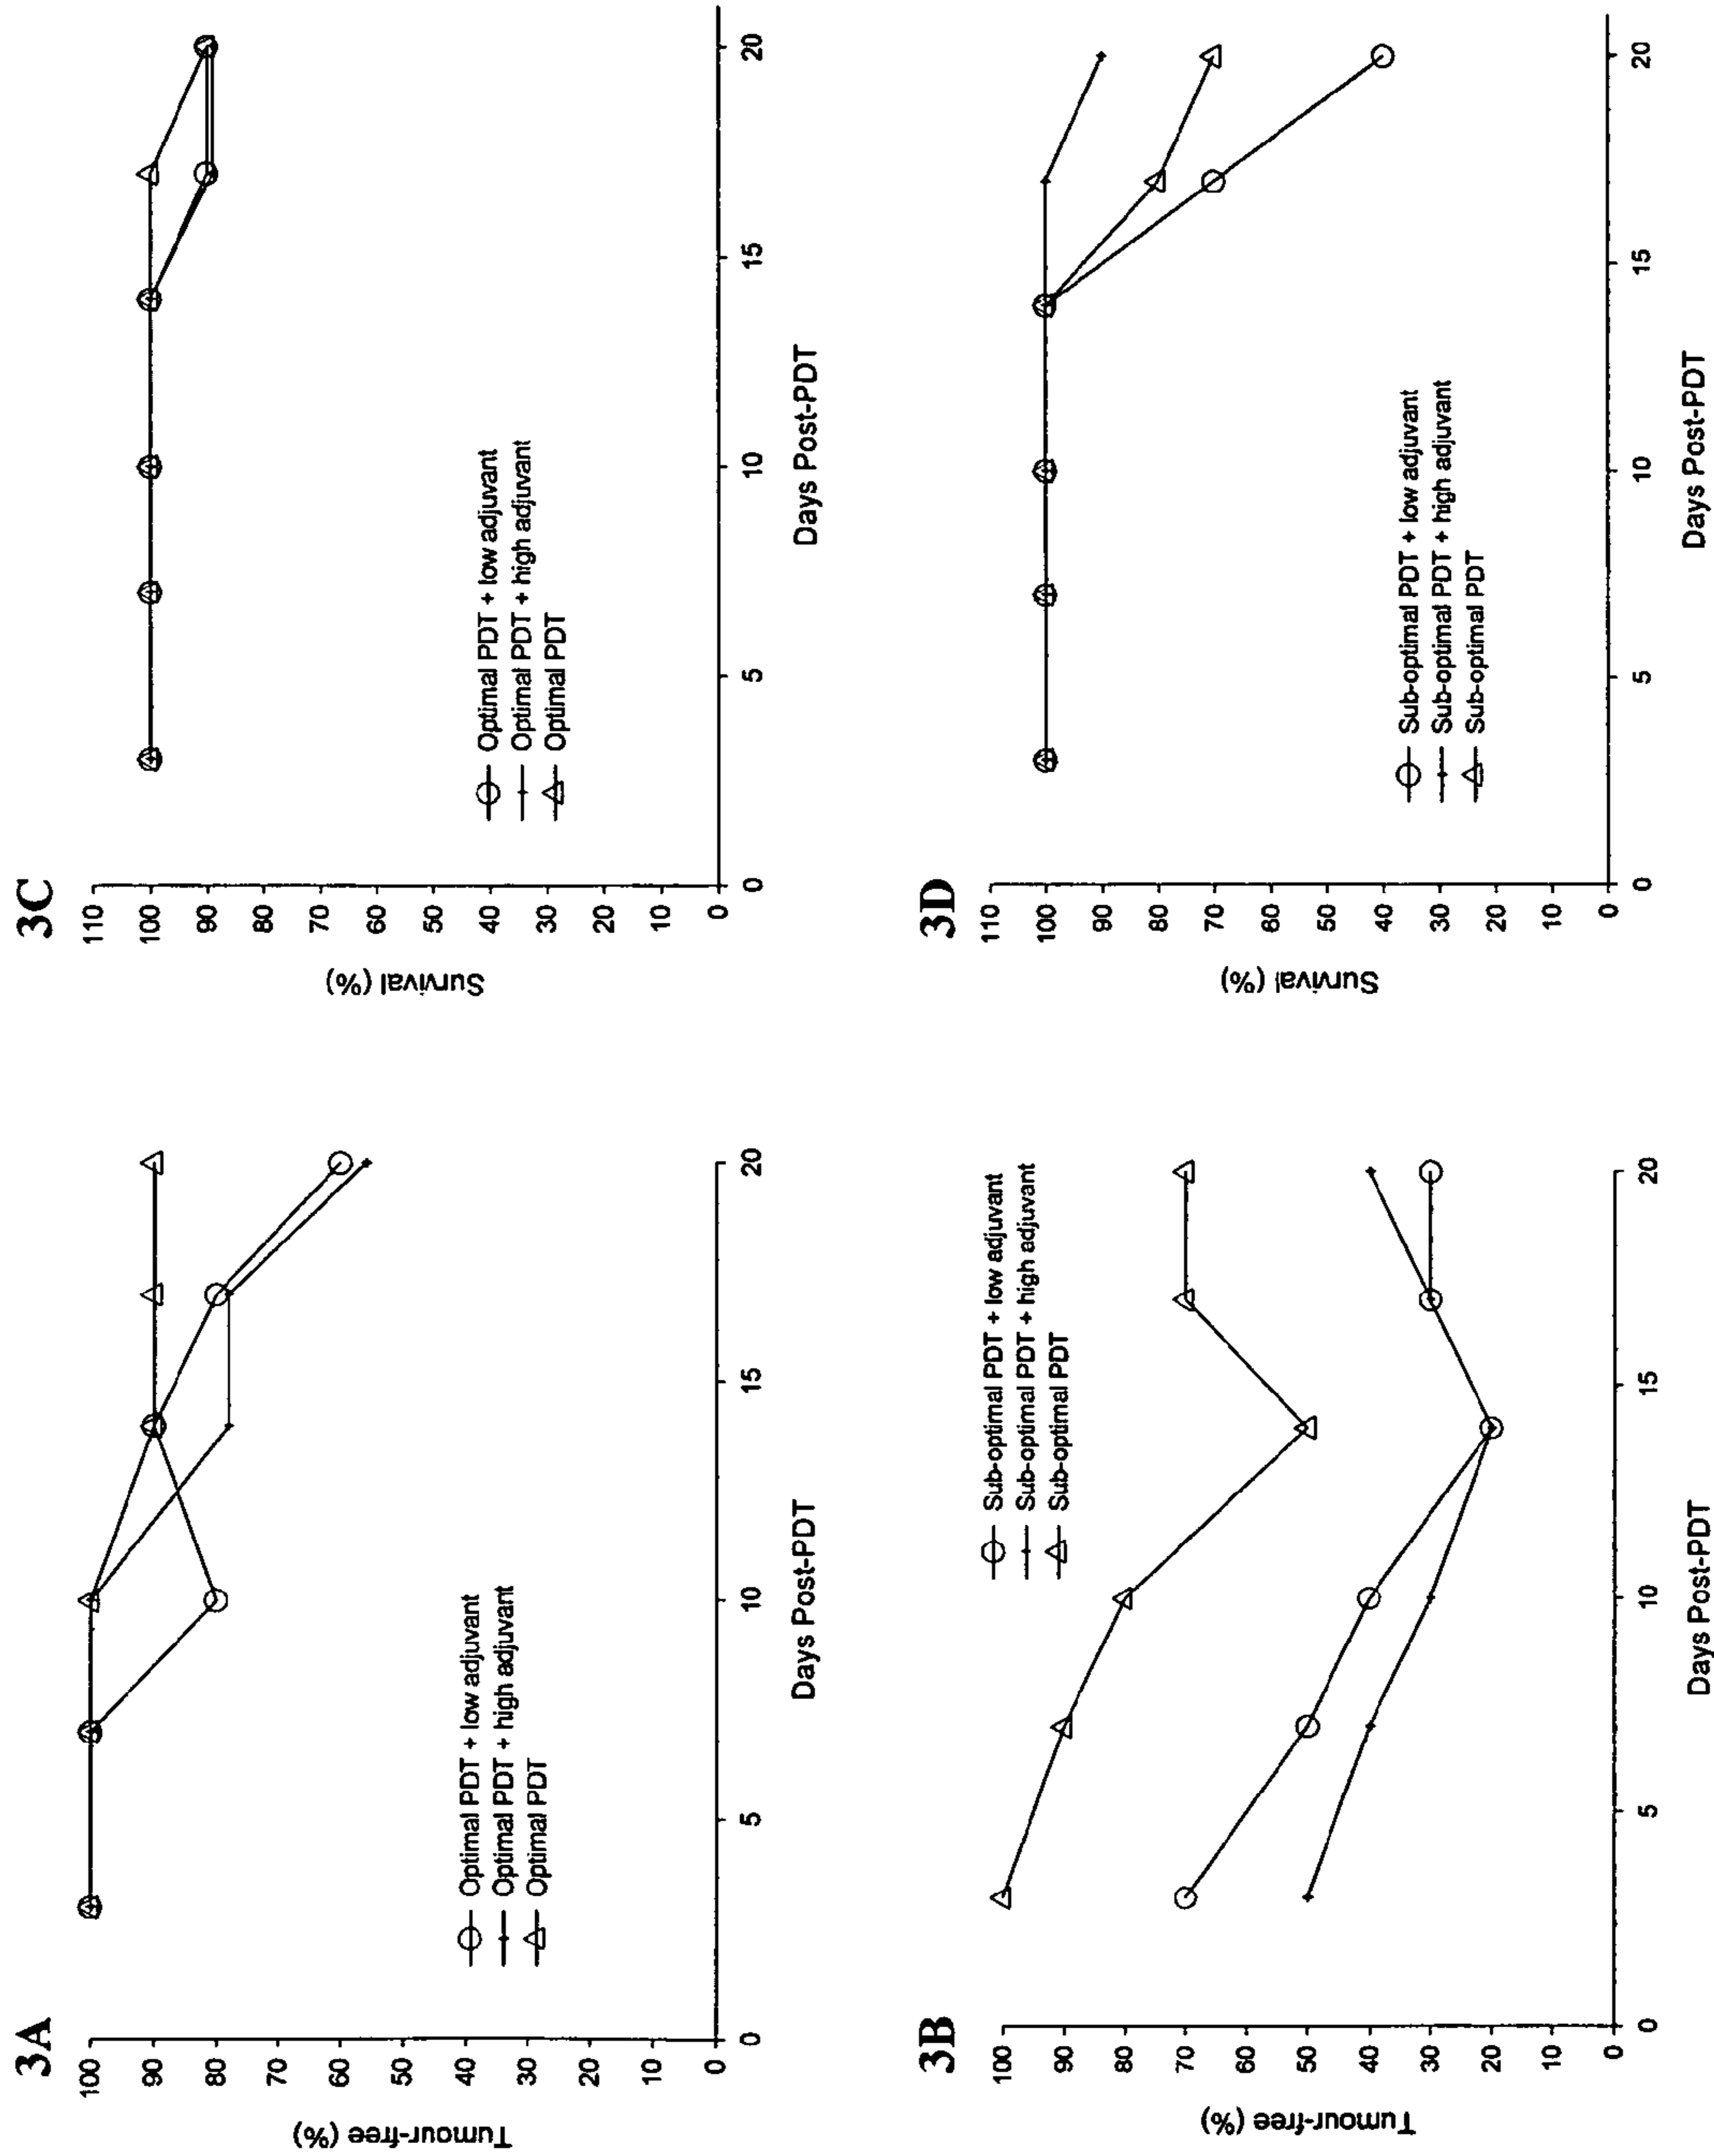 3A
Tumour-free (%)
100
90
80
70
60
50
40
30
20
10
0
0
5
10
15
20
Days Post-PDT
Optimal PDT + low adjuvant
Optimal PDT + high adjuvant
Optimal PDT
3C
Survival (%)
110
100
90
80
70
60
50
40
30
20
10
0
0
5
10
15
20
Days Post-PDT
Optimal PDT + low adjuvant
Optimal PDT + high adjuvant
Optimal PDT
3B
Tumour-free (%)
100
90
80
70
60
50
40
30
20
10
0
0
5
10
15
20
Days Post-PDT
Sub-optimal PDT + low adjuvant
Sub-optimal PDT + high adjuvant
Sub-optimal PDT
3D
Survival (%)
110
100
90
80
70
60
50
40
30
20
10
0
0
5
10
15
20
Days Post-PDT
Sub-optimal PDT + low adjuvant
Sub-optimal PDT + high adjuvant
Sub-optimal PDT